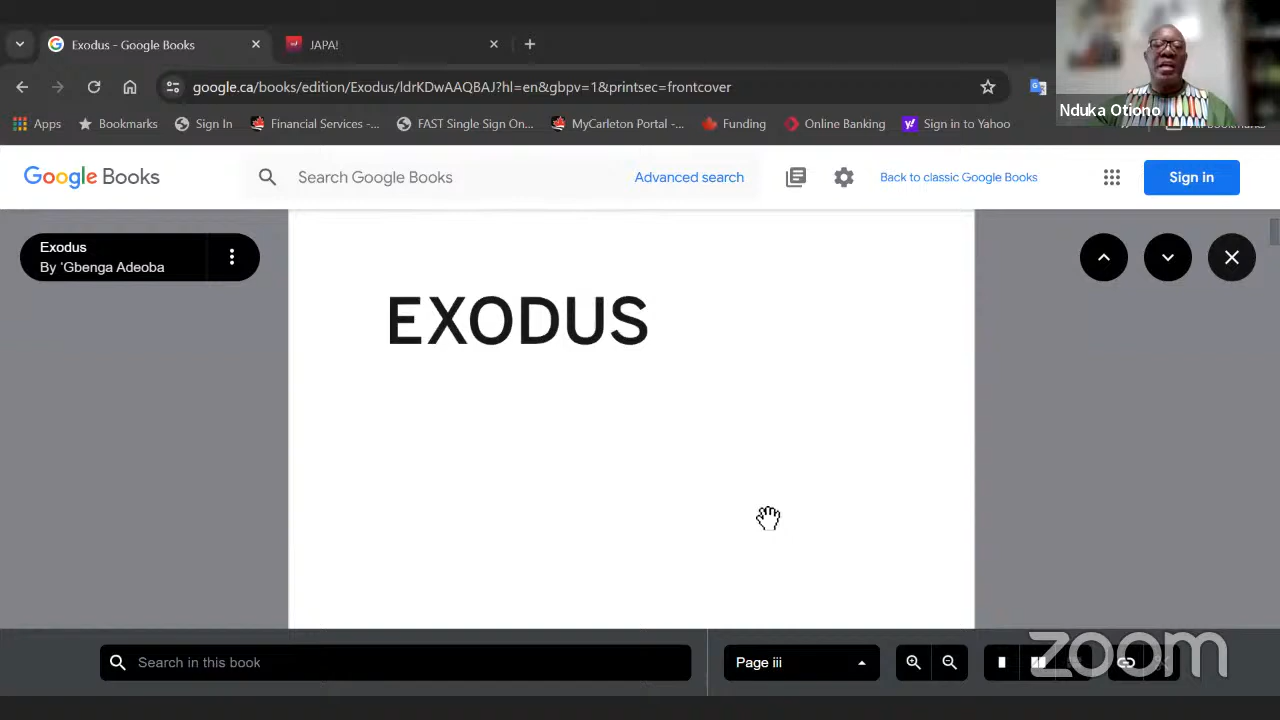 Exodus - Google Books
JAPA!
google.ca/books/edition/Exodus/ldrKDwAAQBAJ?hl=en&gbpv=1&printsec=frontcover
Apps
Bookmarks
Sign In
Financial Services -...
FAST Single Sign On...
MyCarleton Portal -...
Funding
Online Banking
Sign in to Yahoo
Nduka Otiono
Google Books
Search Google Books
Advanced search
Back to classic Google Books
Sign in
Exodus
By 'Gbenga Adeoba
EXODUS
Search in this book
Page iii
zoom